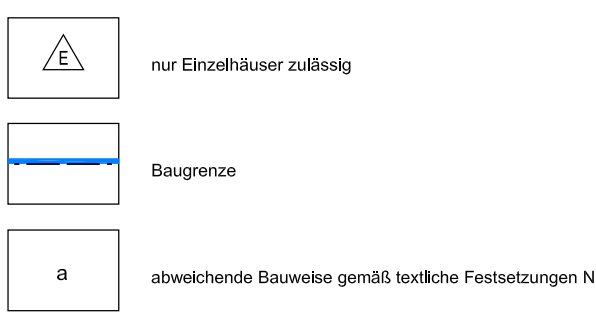 E
nur Einzelhäuser zulässig
Baugrenze
a
abweichende Bauweise gemäß textliche Festsetzungen N